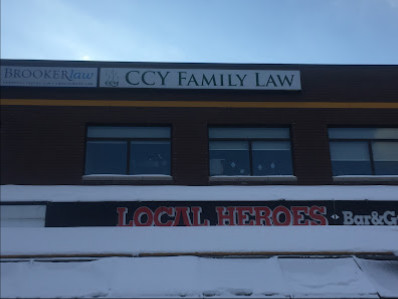 BROOKERlaw
CCY FAMILY LAW
LOCAL HEROES Bar&G